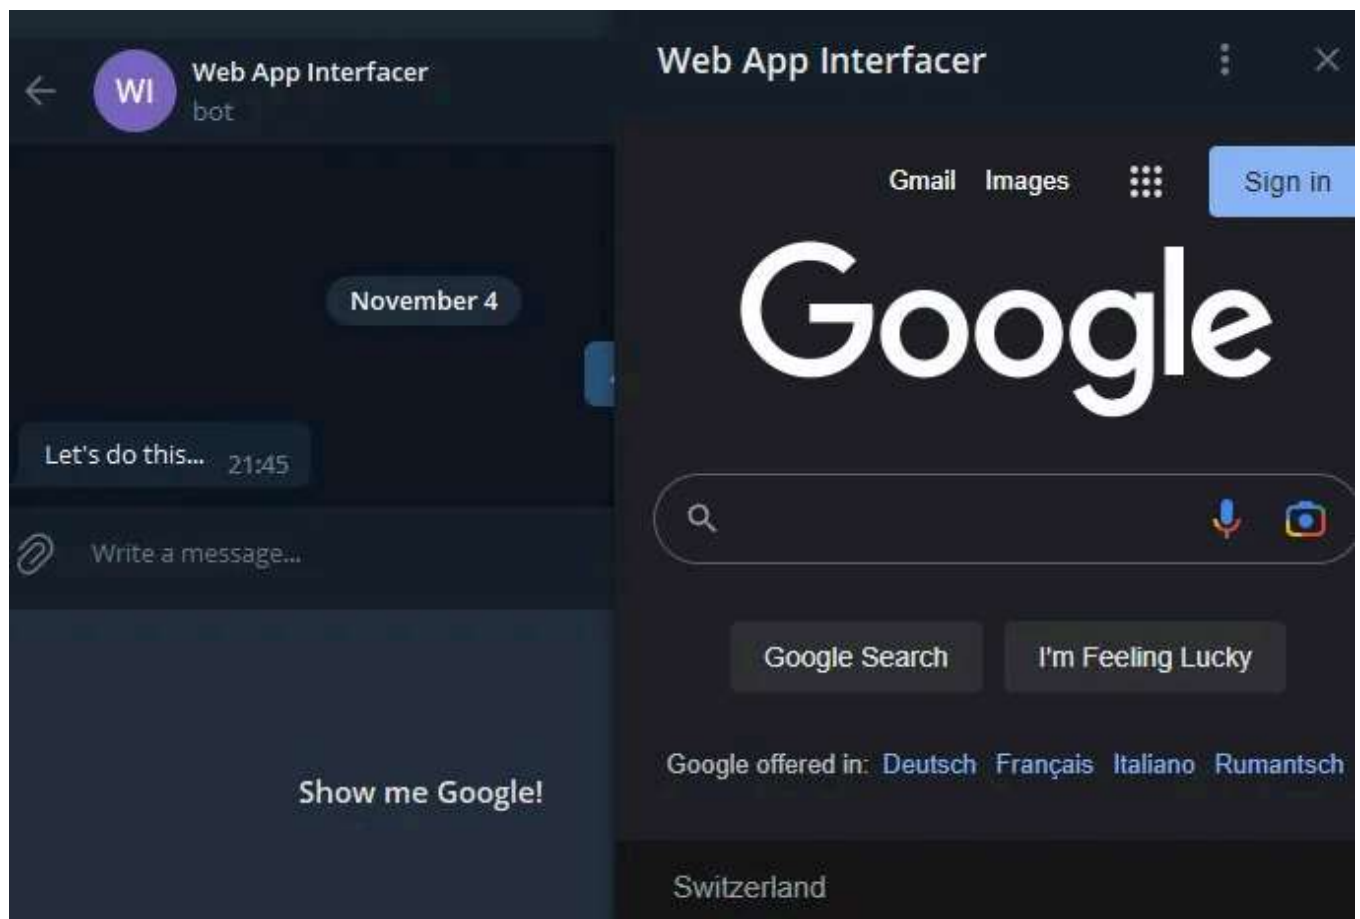 WI
Web App Interfacer
bot
November 4
Let's do this... 21:45
Write a message...
Show me Google!
Web App Interfacer
Gmail Images
Sign in
Google
Google Search
I'm Feeling Lucky
Google offered in: Deutsch Français Italiano Rumantsch
Switzerland